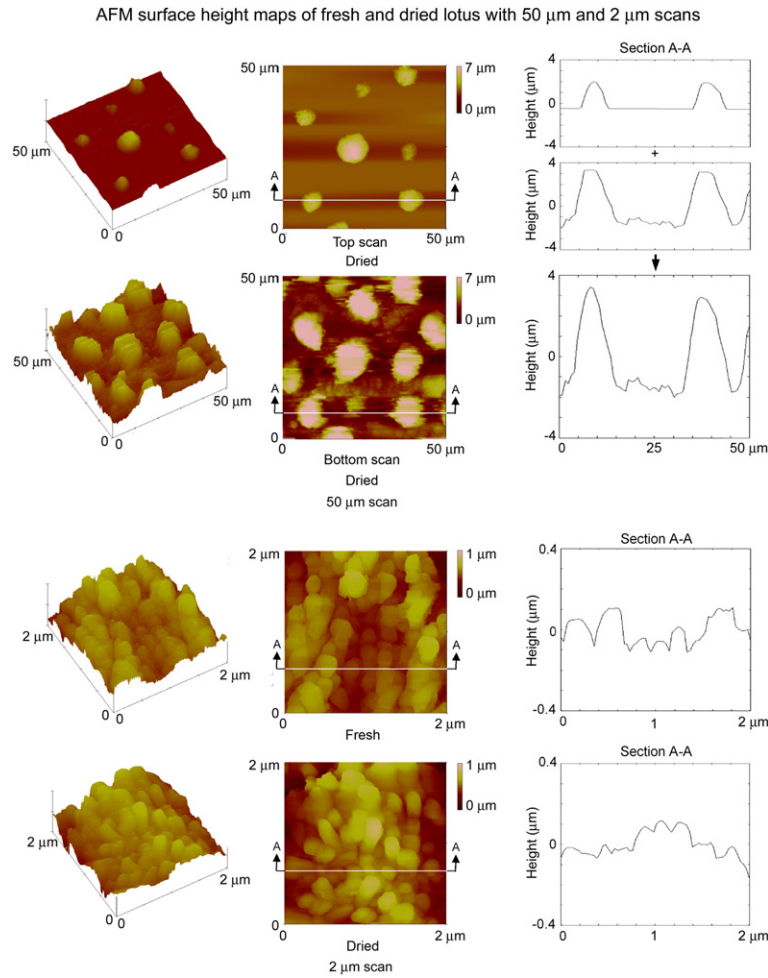 AFM surface height maps of fresh and dried lotus with 50 μm and 2 μm scans
50 μm
50 μm
0
0
50 μm
7 μm
0 μm
A
A
0
0
50 μm
Top scan
Dried
Section A-A
Height (μm)
4
0
-4
+
Height (μm)
4
0
-4
50 μm
50 μm
0
0
50 μm
7 μm
0 μm
A
A
0
0
50 μm
Bottom scan
Dried
50 μm scan
Height (μm)
4
0
-4
0
25
50 μm
2 μm
2 μm
0
0
2 μm
1 μm
0 μm
A
A
0
0
2 μm
Fresh
Section A-A
Height (μm)
0.4
0
-0.4
0
1
2 μm
2 μm
2 μm
0
0
2 μm
1 μm
0 μm
A
A
0
0
2 μm
Dried
2 μm scan
Section A-A
Height (μm)
0.4
0
-0.4
0
1
2 μm